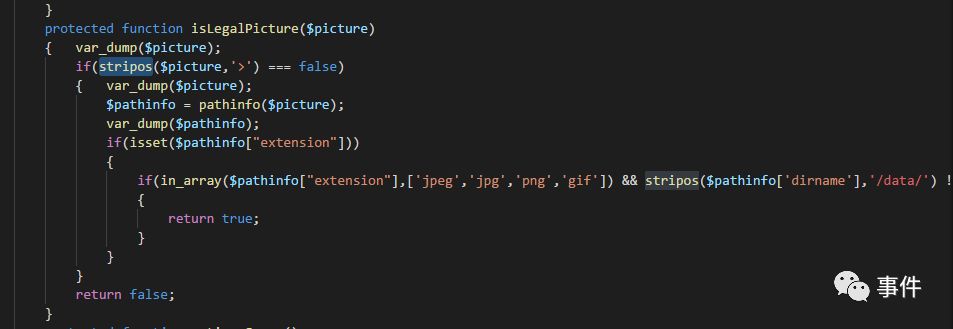 }
protected function isLegalPicture($picture)
{   var_dump($picture);
if(stripos($picture,'>') === false)
{   var_dump($picture);
$pathinfo = pathinfo($picture);
var_dump($pathinfo);
if(isset($pathinfo["extension"]))
{
if(in_array($pathinfo["extension"],['jpeg','jpg','png','gif']) && stripos($pathinfo['dirname'],'/data/') !
{
return true;
}
}
}
return false;
}
事件